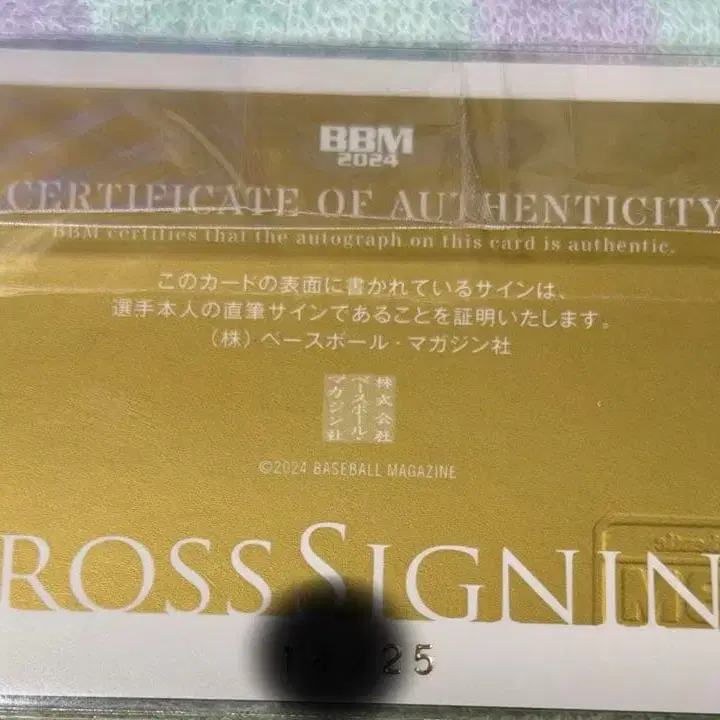 BBM
2024
CERTIFICATE OF AUTHENTICITY
BBM certifies that the autograph on this card is authentic.
このカードの表面に書かれているサインは、
選手本人の直筆サインであることを証明いたします。
（株）ベースボール・マガジン社
株式会社
ベースボール・
マガジン社
©2024 BASEBALL MAGAZINE
ROSS SIGNIN
25